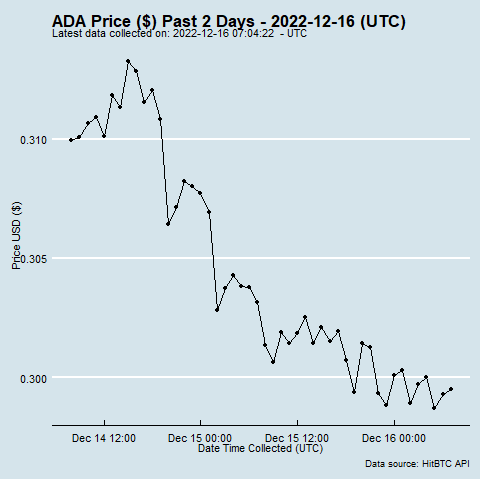 ADA Price ($) Past 2 Days - 2022-12-16 (UTC)
Latest data collected on: 2022-12-16 07:04:22 - UTC
0.310
0.305
0.300
Price USD ($)
Dec 14 12:00 Dec 15 00:00 Dec 15 12:00 Dec 16 00:00
Date Time Collected (UTC)
Data source: HitBTC API